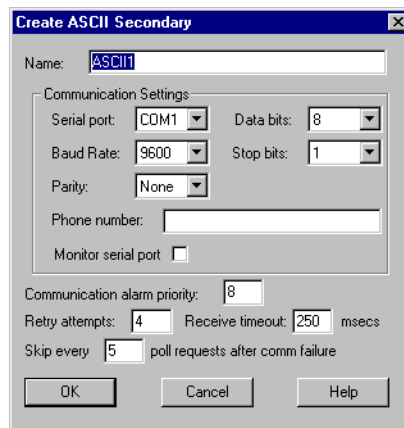 Create ASCII Secondary
Name: ASCII1
Communication Settings
Serial port: COM1 Data bits: 8
Baud Rate: 9600 Stop bits: 1
Parity: None
Phone number:
Monitor serial port
Communication alarm priority: 8
Retry attempts: 4 Receive timeout: 250 msecs
Skip every 5 poll requests after comm failure
OK Cancel Help